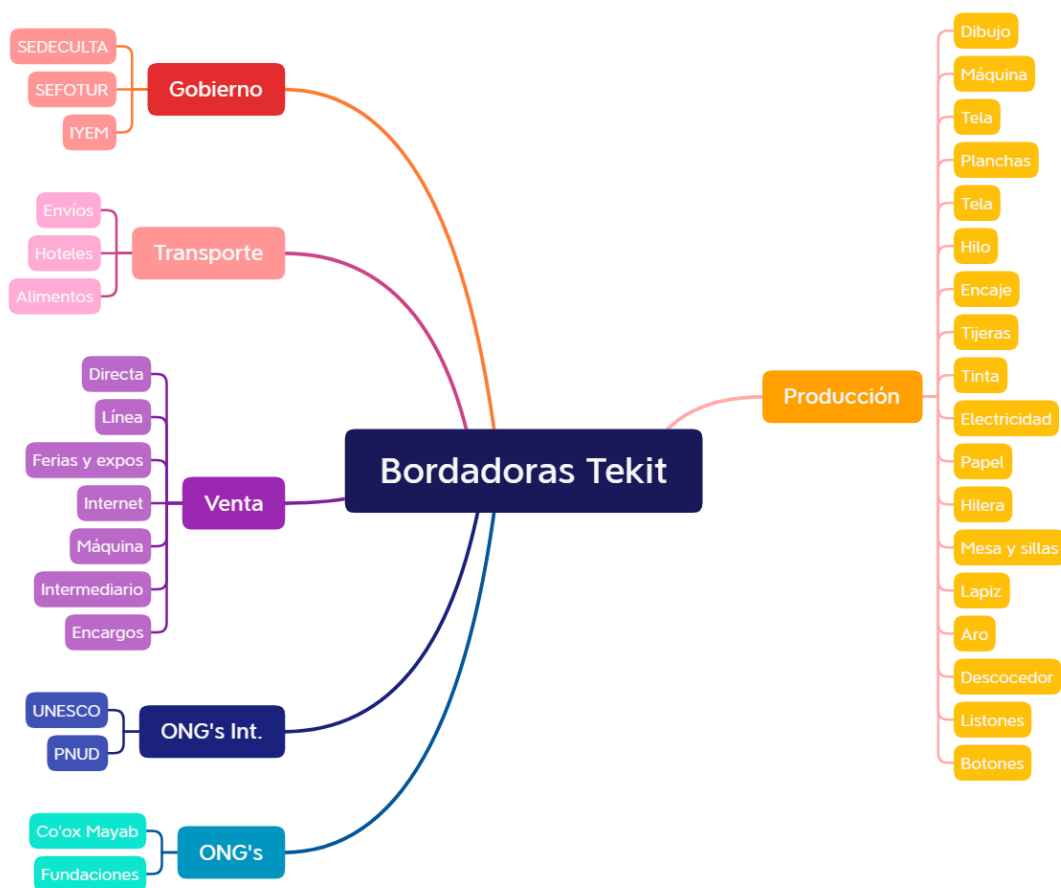 Bordadoras Tekit
Gobierno
SEDECULTA
SEFOTUR
IYEM
Transporte
Envíos
Hoteles
Alimentos
Venta
Directa
Línea
Ferias y expos
Internet
Máquina
Intermediario
Encargos
ONG's Int.
UNESCO
PNUD
ONG's
Co'ox Mayab
Fundaciones
Producción
Dibujo
Máquina
Tela
Planchas
Tela
Hilo
Encaje
Tijeras
Tinta
Electricidad
Papel
Hilera
Mesa y sillas
Lapiz
Aro
Descocedor
Listones
Botones